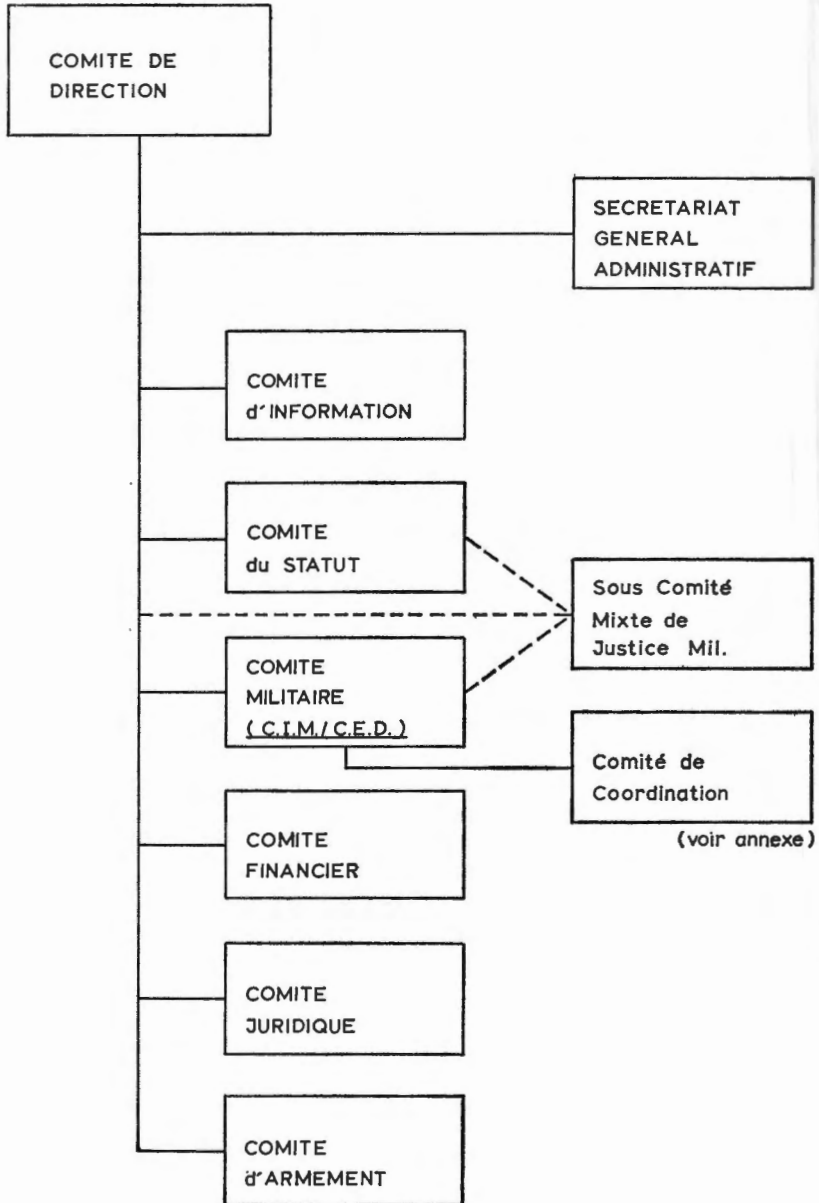 COMITE DE
DIRECTION
SECRETARIAT
GENERAL
ADMINISTRATIF
COMITE
d'INFORMATION
COMITE
du STATUT
Sous Comité
Mixte de
Justice Mil.
COMITE
MILITAIRE
(C.I.M./C.E.D.)
Comité de
Coordination
(voir annexe)
COMITE
FINANCIER
COMITE
JURIDIQUE
COMITE
d'ARMEMENT